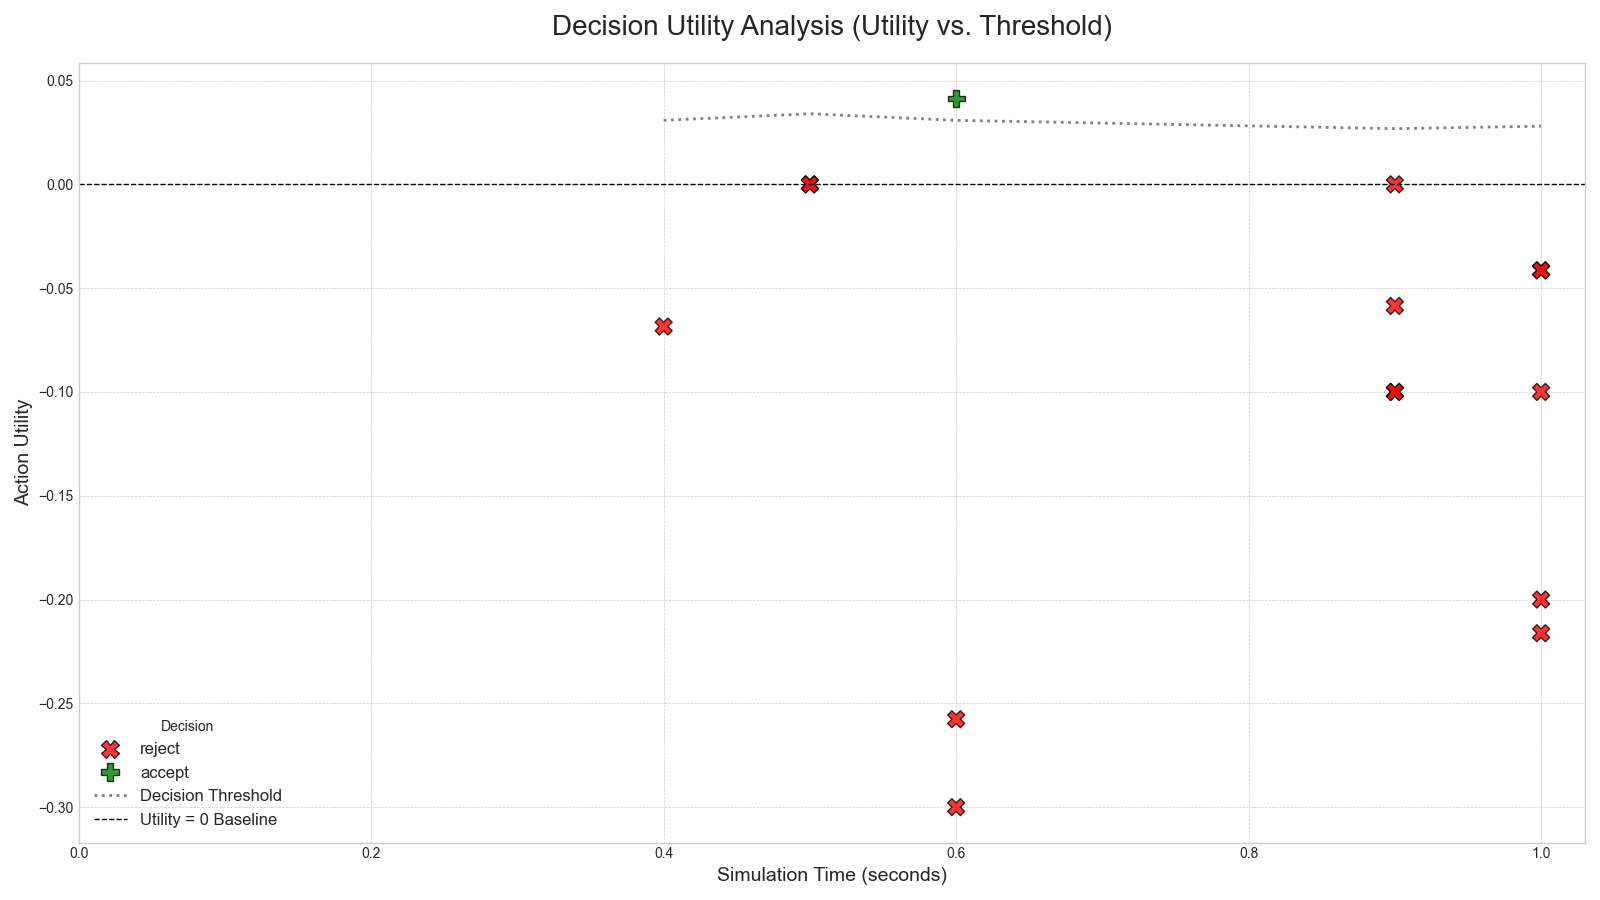 Decision Utility Analysis (Utility vs. Threshold)
Action Utility
0.05
0.00
−0.05
−0.10
−0.15
−0.20
−0.25
−0.30
Decision
reject
accept
Decision Threshold
Utility = 0 Baseline
0.0 0.2 0.4 0.6 0.8 1.0
Simulation Time (seconds)